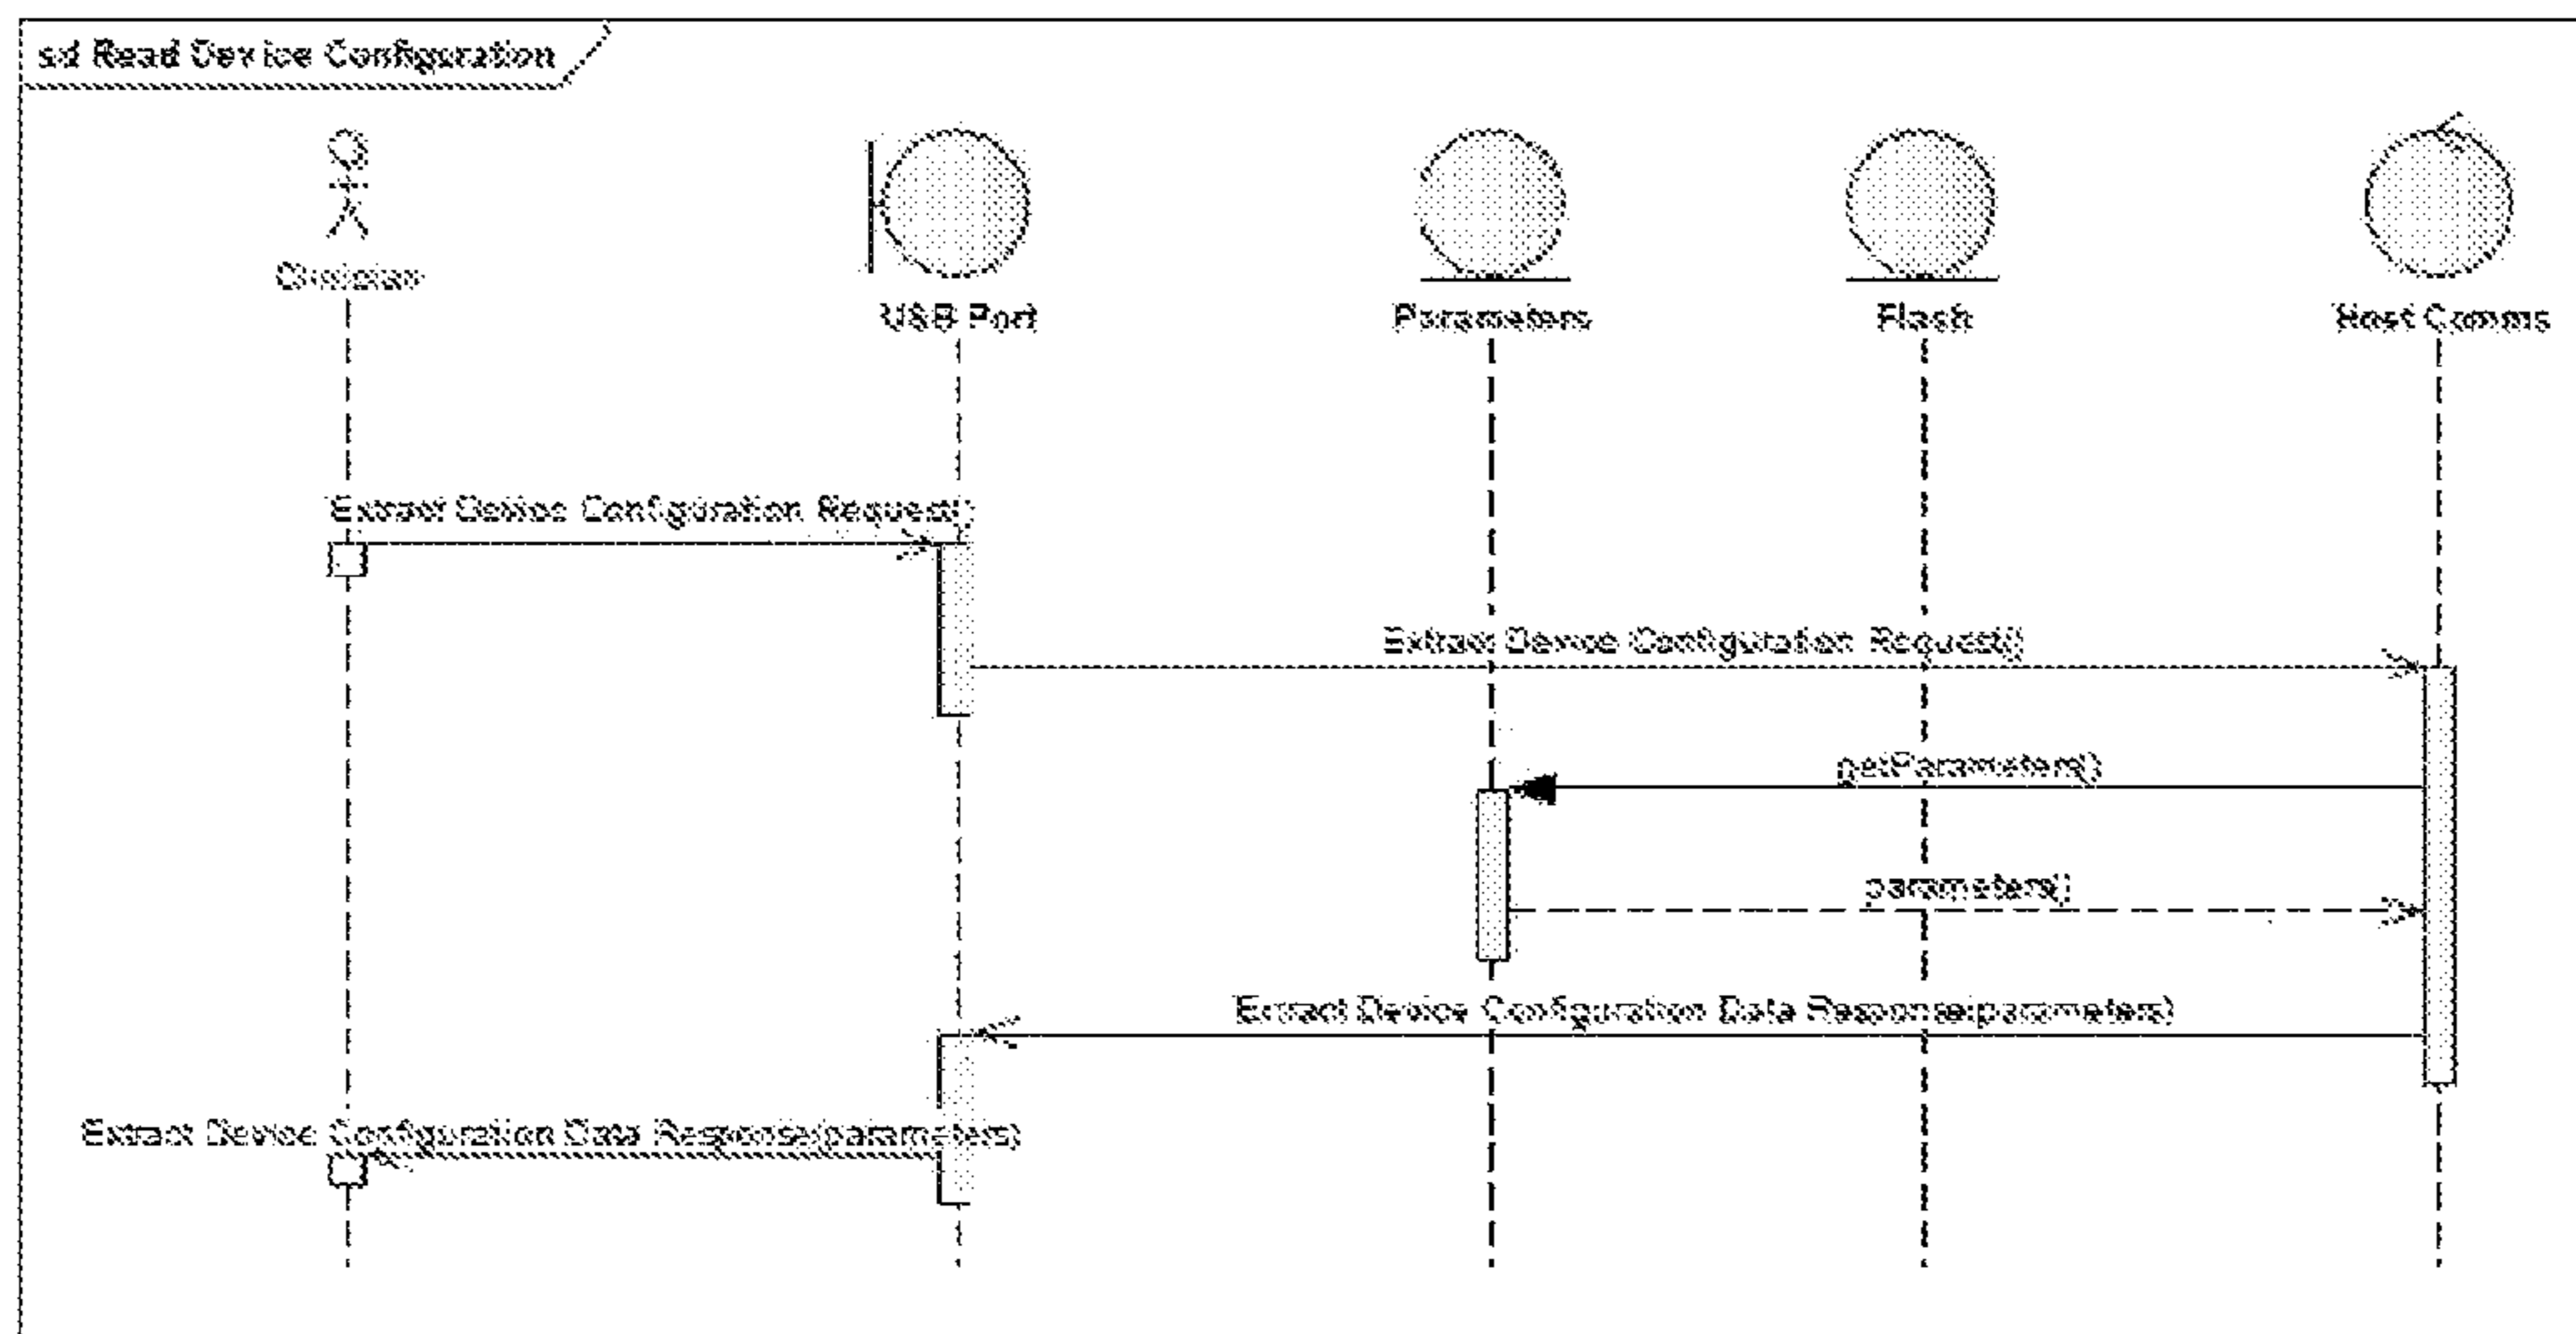 sd Read Device Configuration
Clinician
USB Port
Parameters
Flash
Host Comms
Extract Device Configuration Request()
Extract Device Configuration Request()
getParameters()
parameters()
Extract Device Configuration Data Response(parameters)
Extract Device Configuration Data Response(parameters)